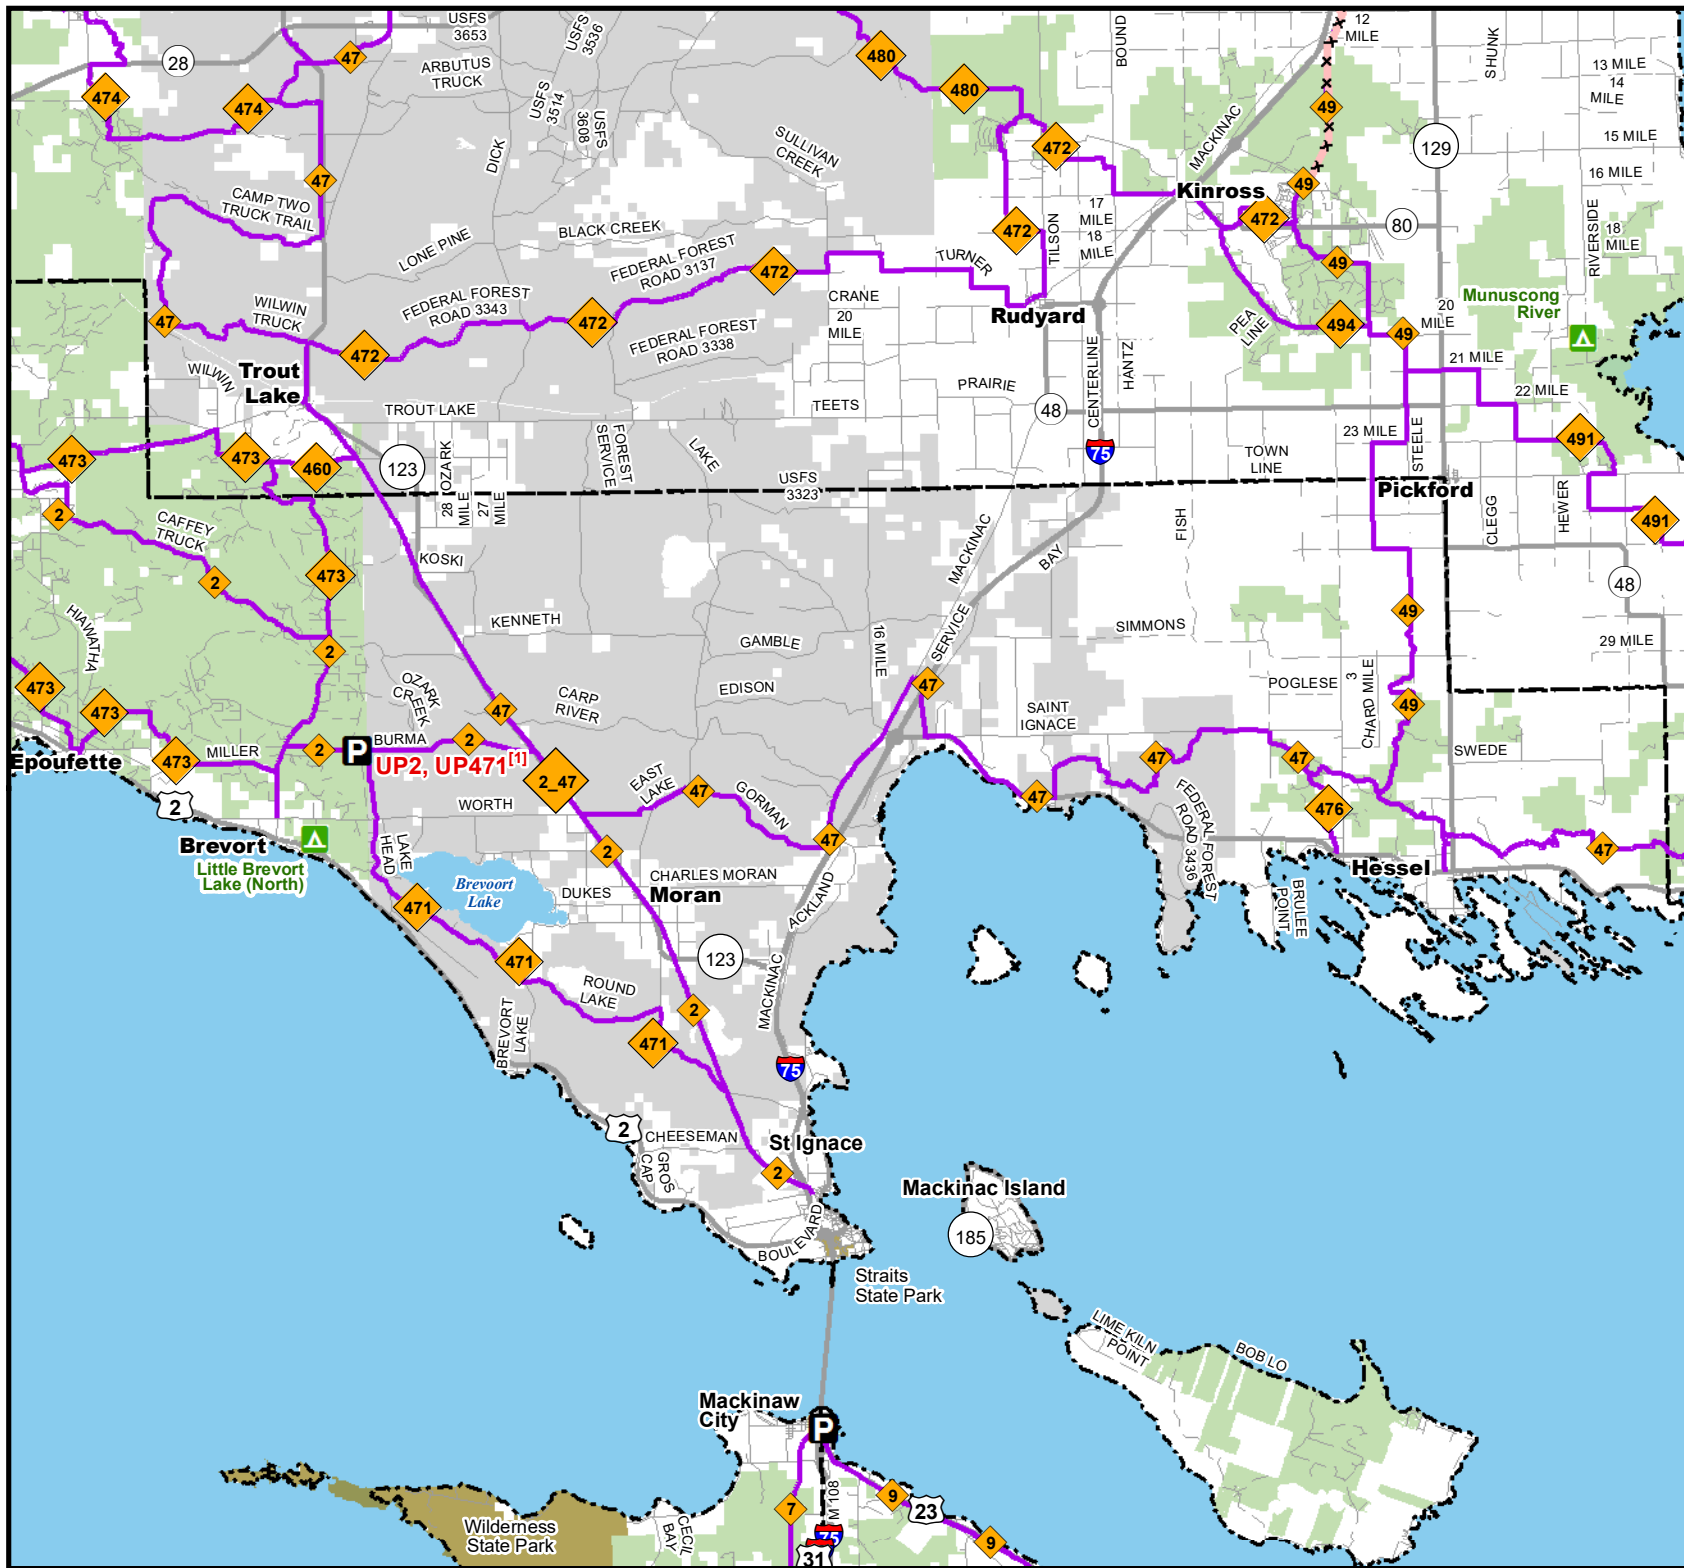 USFS
3653
USFS
3536
BOUND
12
MILE
SHUNK
28
47
ARBUTUS
TRUCK
480
480
13 MILE
14
MILE
474
474
USFS
3514
USFS
3608
49
MACKINAC
129
15 MILE
DICK
SULLIVAN
CREEK
472
16 MILE
47
49
Kinross
CAMP TWO
TRUCK TRAIL
17
MILE
18
MILE
472
80
RIVERSIDE
18
MILE
LONE PINE
BLACK CREEK
472
TILSON
FEDERAL FOREST
ROAD 3137
472
TURNER
49
FEDERAL FOREST
ROAD 3343
CRANE
20
MILE
20
MILE
Munuscong
River
WILWIN
TRUCK
47
472
472
FEDERAL FOREST
ROAD 3338
Rudyard
PEA
LINE
494
49
WILWIN
Trout
Lake
CENTERLINE
HANTZ
21 MILE
PRAIRIE
22 MILE
TROUT LAKE
TEETS
48
23 MILE
STEELE
491
473
473
460
123
OZARK
28
MILE
27
MILE
FOREST
SERVICE
LAKE
75
TOWN
LINE
USFS
3323
Pickford
2
CAFFEY
TRUCK
CLEGG
HEWER
491
MACKINAC
BAY
FISH
KOSKI
473
2
48
HIAWATHA
KENNETH
GAMBLE
16 MILE
SERVICE
SIMMONS
49
29 MILE
2
473
OZARK
CREEK
EDISON
47
POGLESE
3
CHARD MILE
473
47
CARP
RIVER
SAINT
IGNACE
49
Epoufette
473
MILLER
2
P
BURMA
2
UP2, UP471[1]
2_47
47
47
SWEDE
2
WORTH
EAST
LAKE
47
GORMAN
47
476
FEDERAL FOREST
ROAD 3436
Brevort
Little Brevort
Lake (North)
LAKE
HEAD
2
47
47
Brevoort
Lake
DUKES
CHARLES MORAN
Moran
Hessel
BRULEE
POINT
471
ACKLAND
471
123
MACKINAC
ROUND
LAKE
2
BREVORT
LAKE
471
75
2
CHEESEMAN
St Ignace
GROS
CAP
2
Mackinac Island
185
BOULEVARD
Straits
State Park
LIME KILN
POINT
BOB LO
Mackinaw
City
P
7
M 108
9
23
Wilderness
State Park
CECIL
BAY
75
31
9